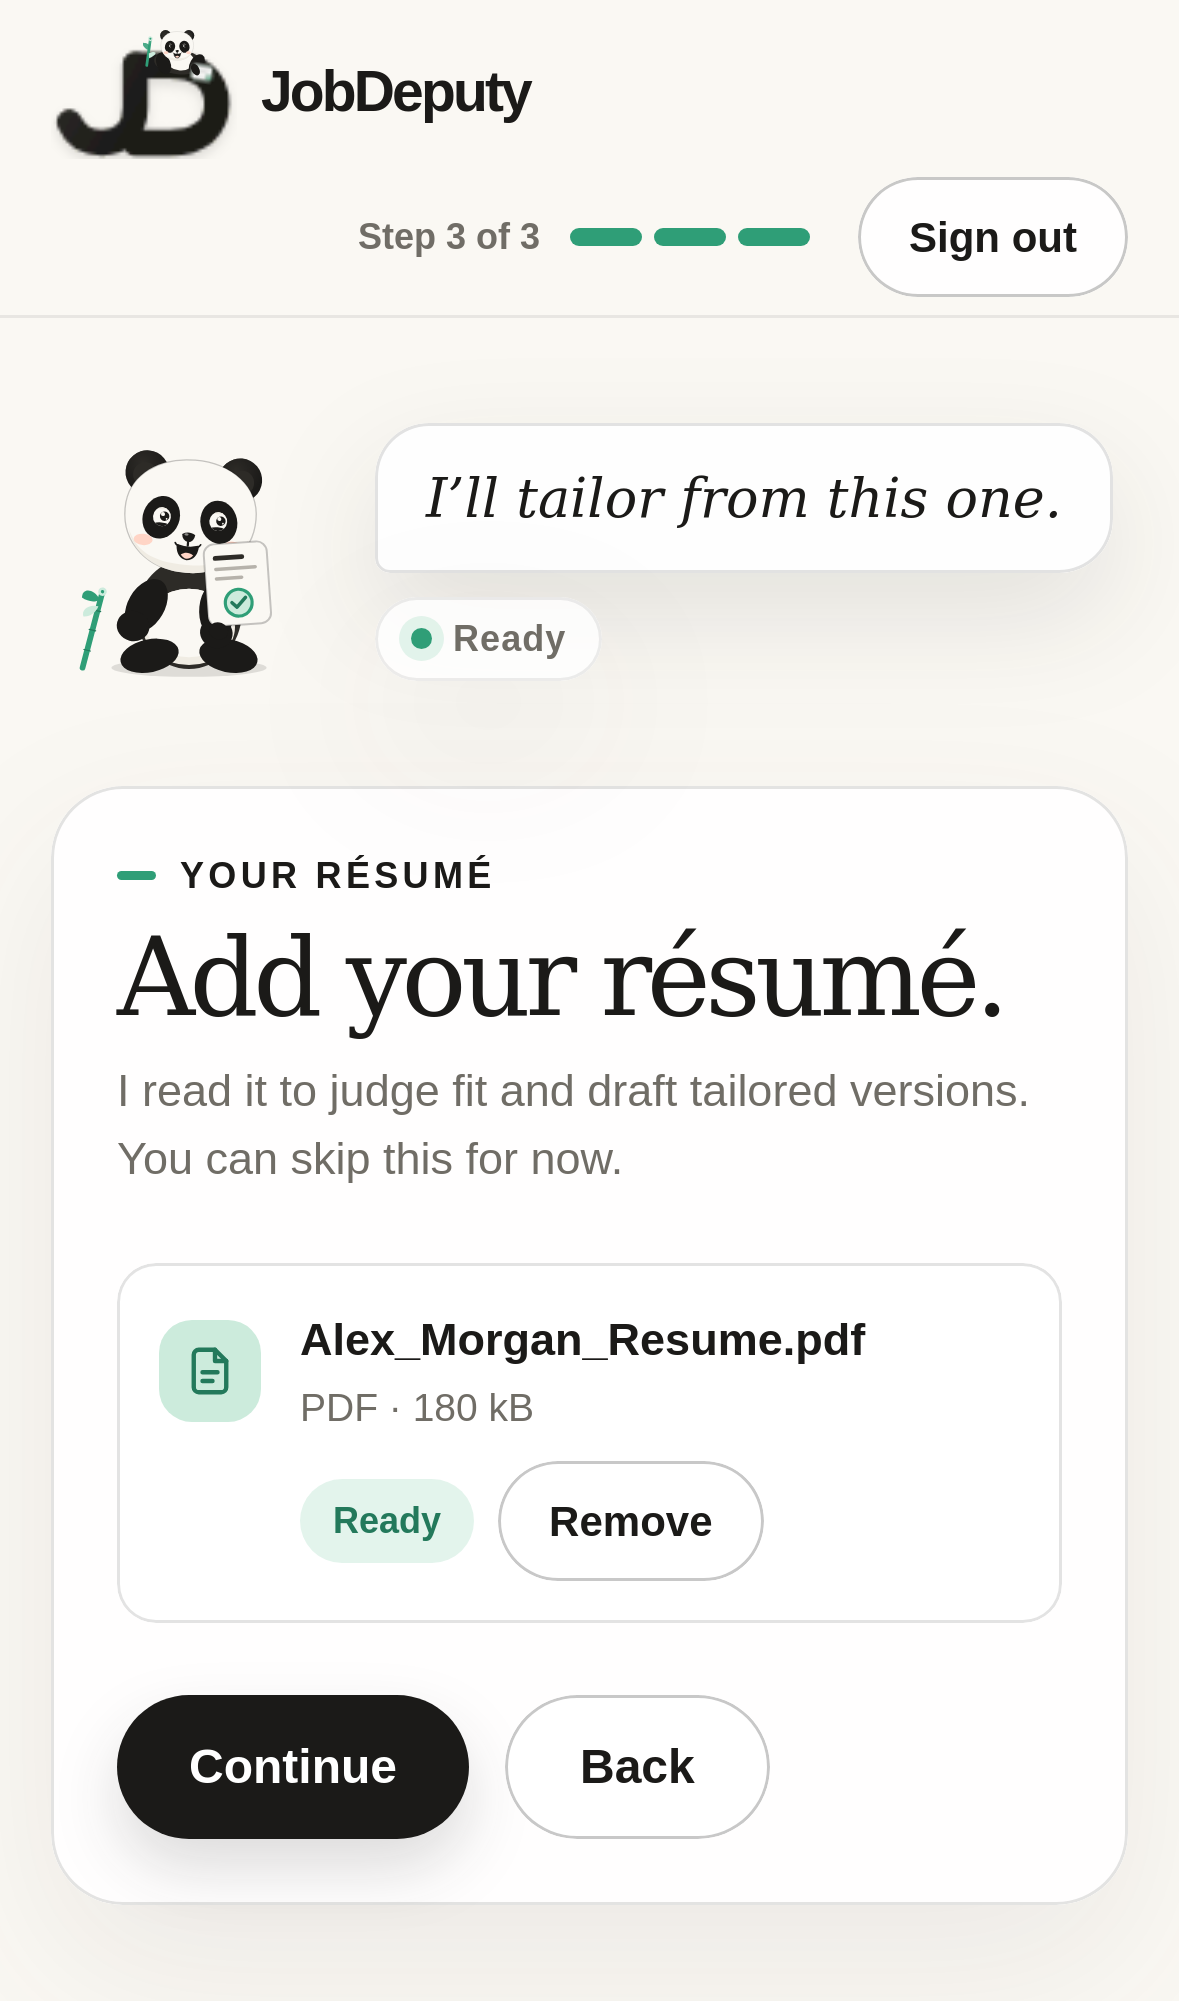 JD
JobDeputy
Step 3 of 3
Sign out
I’ll tailor from this one.
Ready
YOUR RÉSUMÉ
Add your résumé.
I read it to judge fit and draft tailored versions.
You can skip this for now.
Alex_Morgan_Resume.pdf
PDF · 180 kB
Ready
Remove
Continue
Back